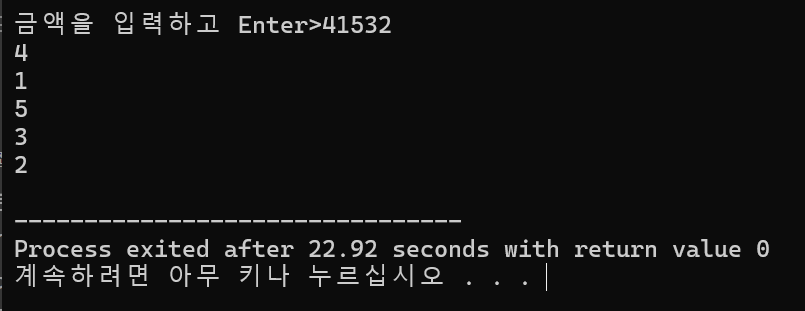 금액을 입력하고 Enter>41532
4
1
5
3
2
--------------------------------
Process exited after 22.92 seconds with return value 0
계속하려면 아무 키나 누르십시오 . . .